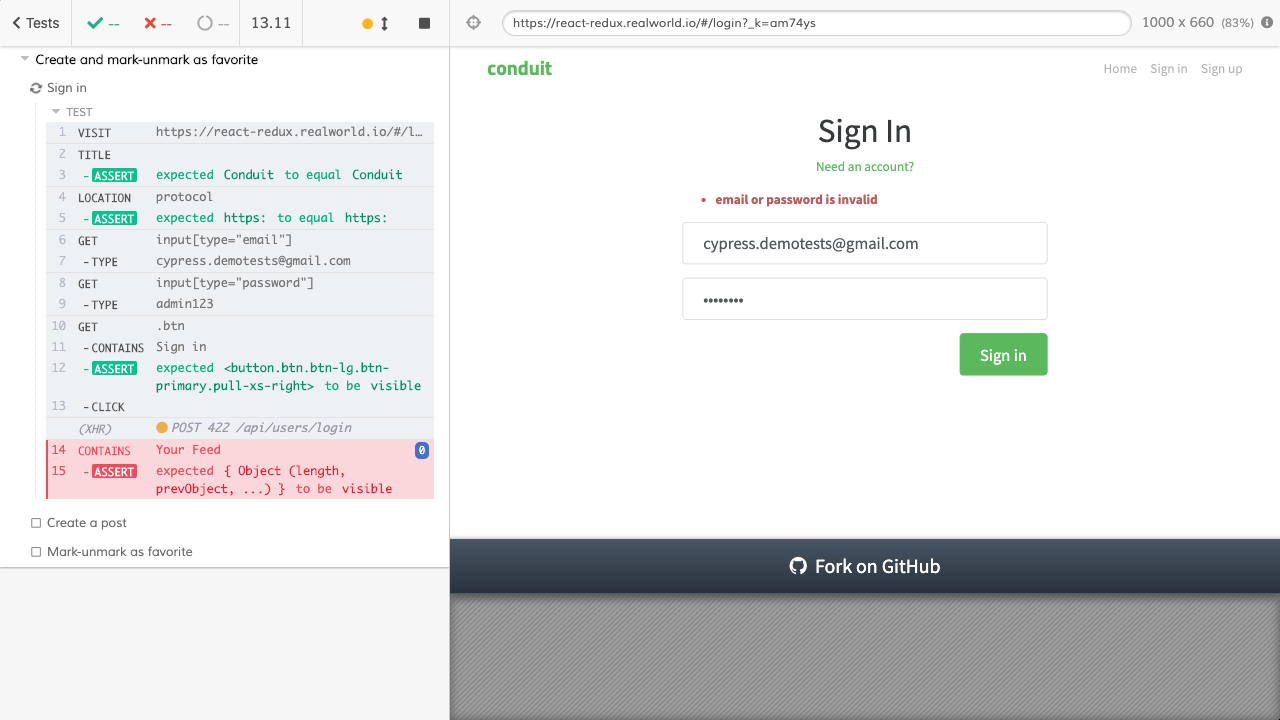 Tests
--
--
--
13.11
https://react-redux.realworld.io/#/login?_k=am74ys
1000 x 660 (83%)
Create and mark-unmark as favorite
Sign in
TEST
1 VISIT https://react-redux.realworld.io/#/l…
2 TITLE
3 -ASSERT expected Conduit to equal Conduit
4 LOCATION protocol
5 -ASSERT expected https: to equal https:
6 GET input[type="email"]
7 -TYPE cypress.demotests@gmail.com
8 GET input[type="password"]
9 -TYPE admin123
10 GET .btn
11 -CONTAINS Sign in
12 -ASSERT expected <button.btn.btn-lg.btn-
primary.pull-xs-right> to be visible
13 -CLICK
(XHR) POST 422 /api/users/login
14 CONTAINS Your Feed 0
15 -ASSERT expected { Object (length,
prevObject, ...) } to be visible
Create a post
Mark-unmark as favorite
conduit
Home Sign in Sign up
Sign In
Need an account?
• email or password is invalid
cypress.demotests@gmail.com
••••••••
Sign in
Fork on GitHub